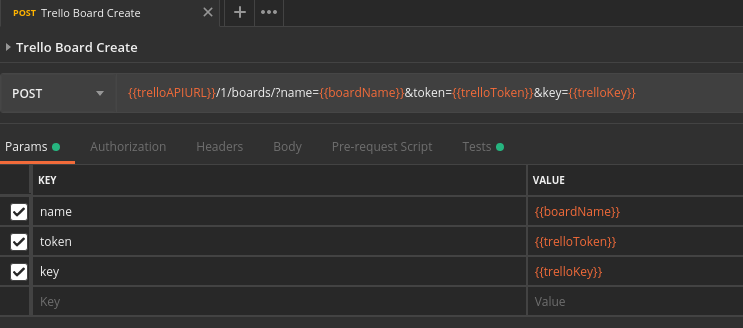 POST Trello Board Create
Trello Board Create
POST {{trelloAPIURL}}/1/boards/?name={{boardName}}&token={{trelloToken}}&key={{trelloKey}}
Params Authorization Headers Body Pre-request Script Tests
KEY VALUE
name {{boardName}}
token {{trelloToken}}
key {{trelloKey}}
Key Value